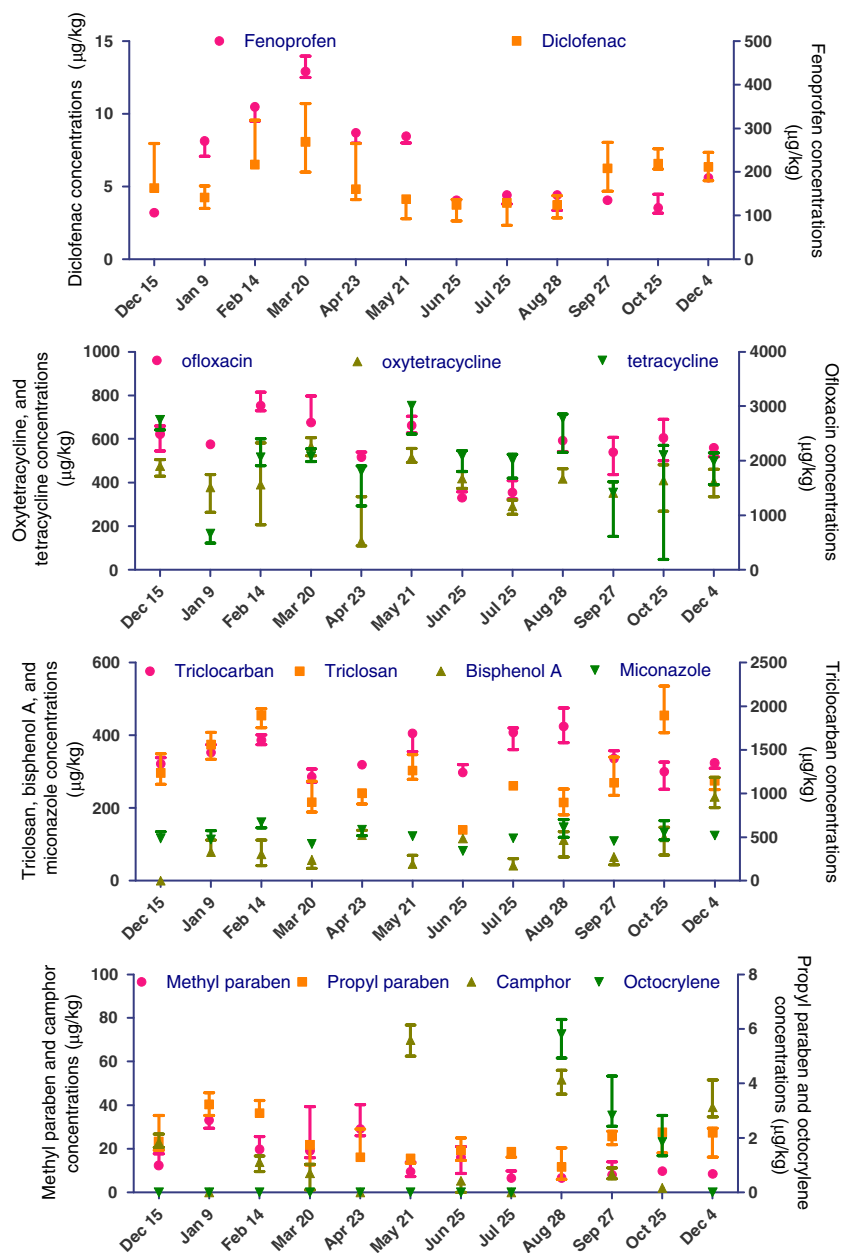 Fenoprofen Diclofenac
Diclofenac concentrations (µg/kg)
15
10
5
0
500
400
300
200
100
0
Fenoprofen concentrations
(µg/kg)
Dec 15 Jan 9 Feb 14 Mar 20 Apr 23 May 21 Jun 25 Jul 25 Aug 28 Sep 27 Oct 25 Dec 4
ofloxacin oxytetracycline tetracycline
Oxytetracycline, and
tetracycline concentrations
(µg/kg)
1000
800
600
400
200
0
4000
3000
2000
1000
0
Ofloxacin concentrations
(µg/kg)
Dec 15 Jan 9 Feb 14 Mar 20 Apr 23 May 21 Jun 25 Jul 25 Aug 28 Sep 27 Oct 25 Dec 4
Triclocarban Triclosan Bisphenol A Miconazole
Triclosan, bisphenol A, and
miconazole concentrations
(µg/kg)
600
400
200
0
2500
2000
1500
1000
500
0
Triclocarban concentrations
(µg/kg)
Dec 15 Jan 9 Feb 14 Mar 20 Apr 23 May 21 Jun 25 Jul 25 Aug 28 Sep 27 Oct 25 Dec 4
Methyl paraben Propyl paraben Camphor Octocrylene
Methyl paraben and camphor
concentrations (µg/kg)
100
80
60
40
20
0
8
6
4
2
0
Propyl paraben and octocrylene
concentrations (µg/kg)
Dec 15 Jan 9 Feb 14 Mar 20 Apr 23 May 21 Jun 25 Jul 25 Aug 28 Sep 27 Oct 25 Dec 4